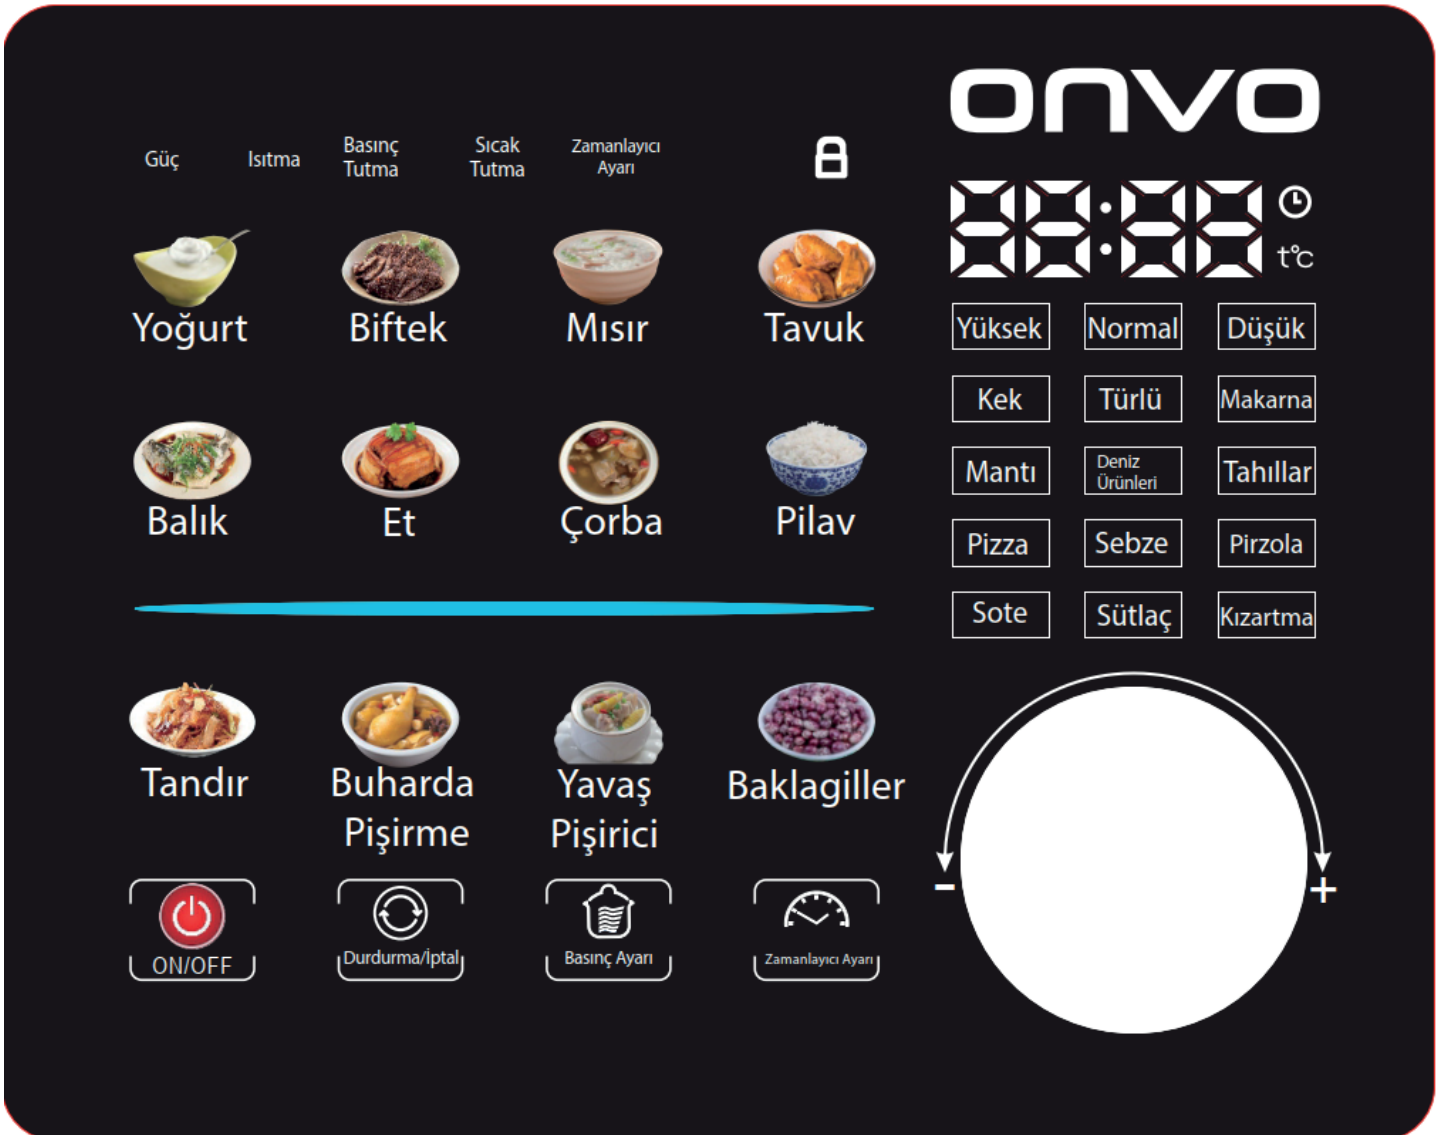 onvo
Güç
Isıtma
Basınç
Tutma
Sıcak
Tutma
Zamanlayıcı
Ayarı
88:88
t°C
Yoğurt
Biftek
Mısır
Tavuk
Balık
Et
Çorba
Pilav
Yüksek
Normal
Düşük
Kek
Türlü
Makarna
Mantı
Deniz
Ürünleri
Tahıllar
Pizza
Sebze
Pirzola
Sote
Sütlaç
Kızartma
Tandır
Buharda
Pişirme
Yavaş
Pişirici
Baklagiller
- +
ON/OFF
Durdurma/İptal
Basınç Ayarı
Zamanlayıcı Ayarı